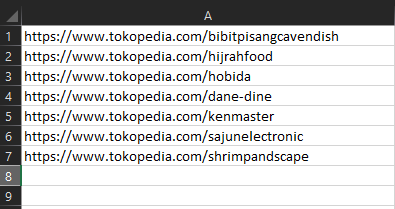 A
1 https://www.tokopedia.com/bibitpisangcavendish
2 https://www.tokopedia.com/hijrahfood
3 https://www.tokopedia.com/hobida
4 https://www.tokopedia.com/dane-dine
5 https://www.tokopedia.com/kenmaster
6 https://www.tokopedia.com/sajunelectronic
7 https://www.tokopedia.com/shrimpandscape
8
9